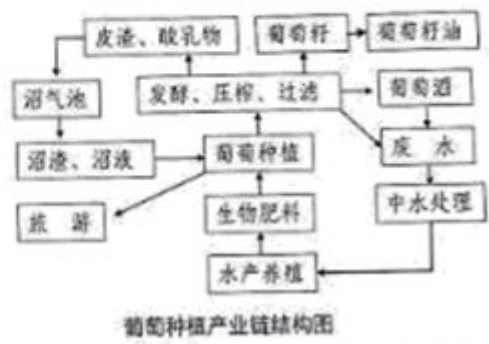 皮渣、酸乳物
葡萄籽
葡萄籽油
沼气池
发酵、压榨、过滤
葡萄酒
沼渣、沼液
葡萄种植
废水
旅游
生物肥料
中水处理
水产养植
葡萄种植产业链结构图